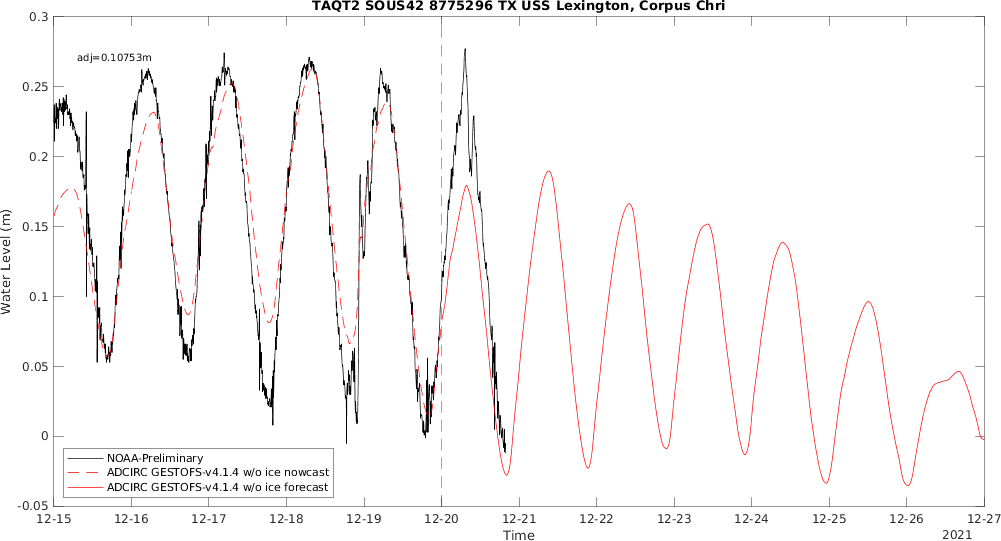 TAQT2 SOUS42 8775296 TX USS Lexington, Corpus Chri
adj=0.10753m
0.3
0.25
0.2
0.15
0.1
0.05
0
-0.05
Water Level (m)
NOAA-Preliminary
ADCIRC GESTOFS-v4.1.4 w/o ice nowcast
ADCIRC GESTOFS-v4.1.4 w/o ice forecast
12-15 12-16 12-17 12-18 12-19 12-20 12-21 12-22 12-23 12-24 12-25 12-26 12-27
Time
2021